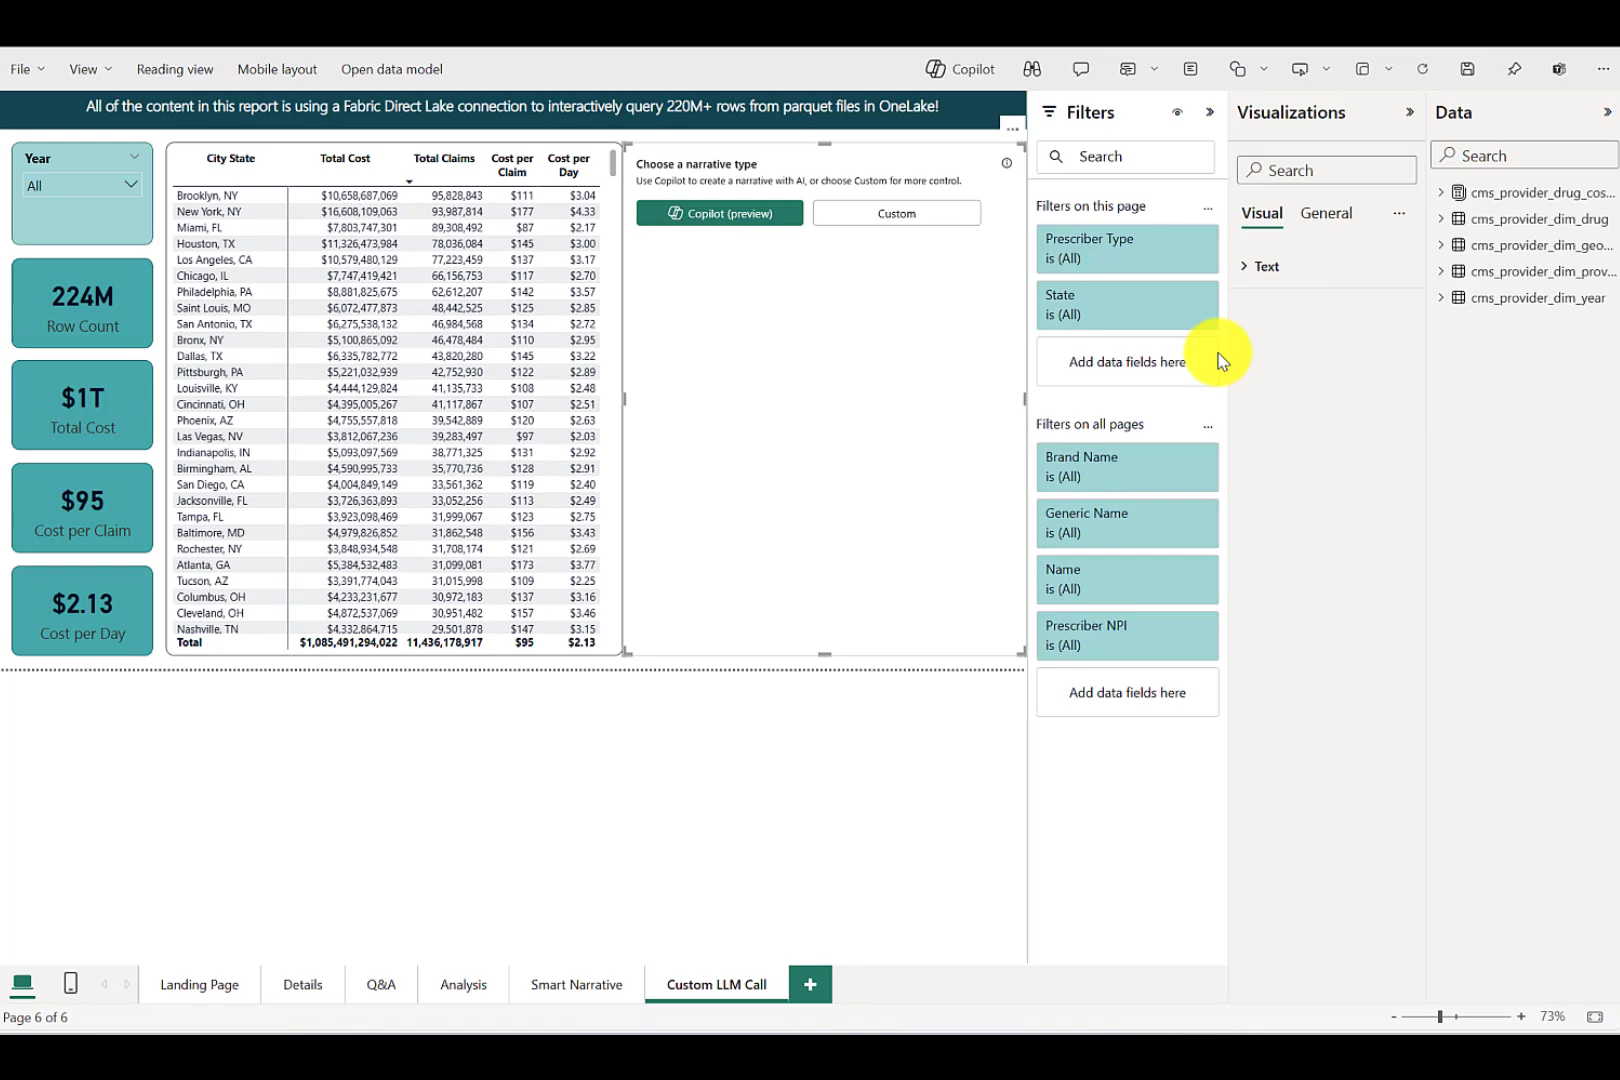 File View Reading view Mobile layout Open data model Copilot ...
All of the content in this report is using a Fabric Direct Lake connection to interactively query 220M+ rows from parquet files in OneLake!
...
Year
All
224M
Row Count
$1T
Total Cost
$95
Cost per Claim
$2.13
Cost per Day
City State Total Cost Total Claims Cost per Claim Cost per Day
Brooklyn, NY $10,658,687,069 95,828,843 $111 $3.04
New York, NY $16,608,109,063 93,987,814 $177 $4.33
Miami, FL $7,803,747,301 89,308,492 $87 $2.17
Houston, TX $11,326,473,984 78,036,084 $145 $3.00
Los Angeles, CA $10,579,480,129 77,223,459 $137 $3.17
Chicago, IL $7,747,419,421 66,156,753 $117 $2.70
Philadelphia, PA $8,881,825,675 62,612,207 $142 $3.57
Saint Louis, MO $6,072,477,873 48,442,525 $125 $2.85
San Antonio, TX $6,275,538,132 46,984,568 $134 $2.72
Bronx, NY $5,100,865,092 46,478,484 $110 $2.95
Dallas, TX $6,335,782,772 43,820,280 $145 $3.22
Pittsburgh, PA $5,221,032,939 42,752,930 $122 $2.89
Louisville, KY $4,444,129,824 41,135,733 $108 $2.48
Cincinnati, OH $4,395,005,267 41,117,867 $107 $2.51
Phoenix, AZ $4,755,557,818 39,542,889 $120 $2.63
Las Vegas, NV $3,812,067,236 39,283,497 $97 $2.03
Indianapolis, IN $5,093,097,569 38,771,325 $131 $2.92
Birmingham, AL $4,590,995,733 35,770,736 $128 $2.91
San Diego, CA $4,004,849,149 33,561,362 $119 $2.40
Jacksonville, FL $3,726,363,893 33,052,256 $113 $2.49
Tampa, FL $3,923,098,469 31,999,067 $123 $2.75
Baltimore, MD $4,979,826,852 31,862,548 $156 $3.43
Rochester, NY $3,848,934,548 31,708,174 $121 $2.69
Atlanta, GA $5,384,532,483 31,099,081 $173 $3.77
Tucson, AZ $3,391,774,043 31,015,998 $109 $2.25
Columbus, OH $4,233,231,677 30,972,183 $137 $3.16
Cleveland, OH $4,872,537,069 30,951,482 $157 $3.46
Nashville, TN $4,332,864,715 29,501,878 $147 $3.15
Total $1,085,491,294,022 11,436,178,917 $95 $2.13
Choose a narrative type
Use Copilot to create a narrative with AI, or choose Custom for more control.
Copilot (preview) Custom
Filters
Search
Filters on this page ...
Prescriber Type
is (All)
State
is (All)
Add data fields here
Filters on all pages ...
Brand Name
is (All)
Generic Name
is (All)
Name
is (All)
Prescriber NPI
is (All)
Add data fields here
Visualizations
Search
Visual General ...
Text
Data
Search
cms_provider_drug_cos...
cms_provider_dim_drug
cms_provider_dim_geo...
cms_provider_dim_prov...
cms_provider_dim_year
Landing Page Details Q&A Analysis Smart Narrative Custom LLM Call +
Page 6 of 6 - + 73%